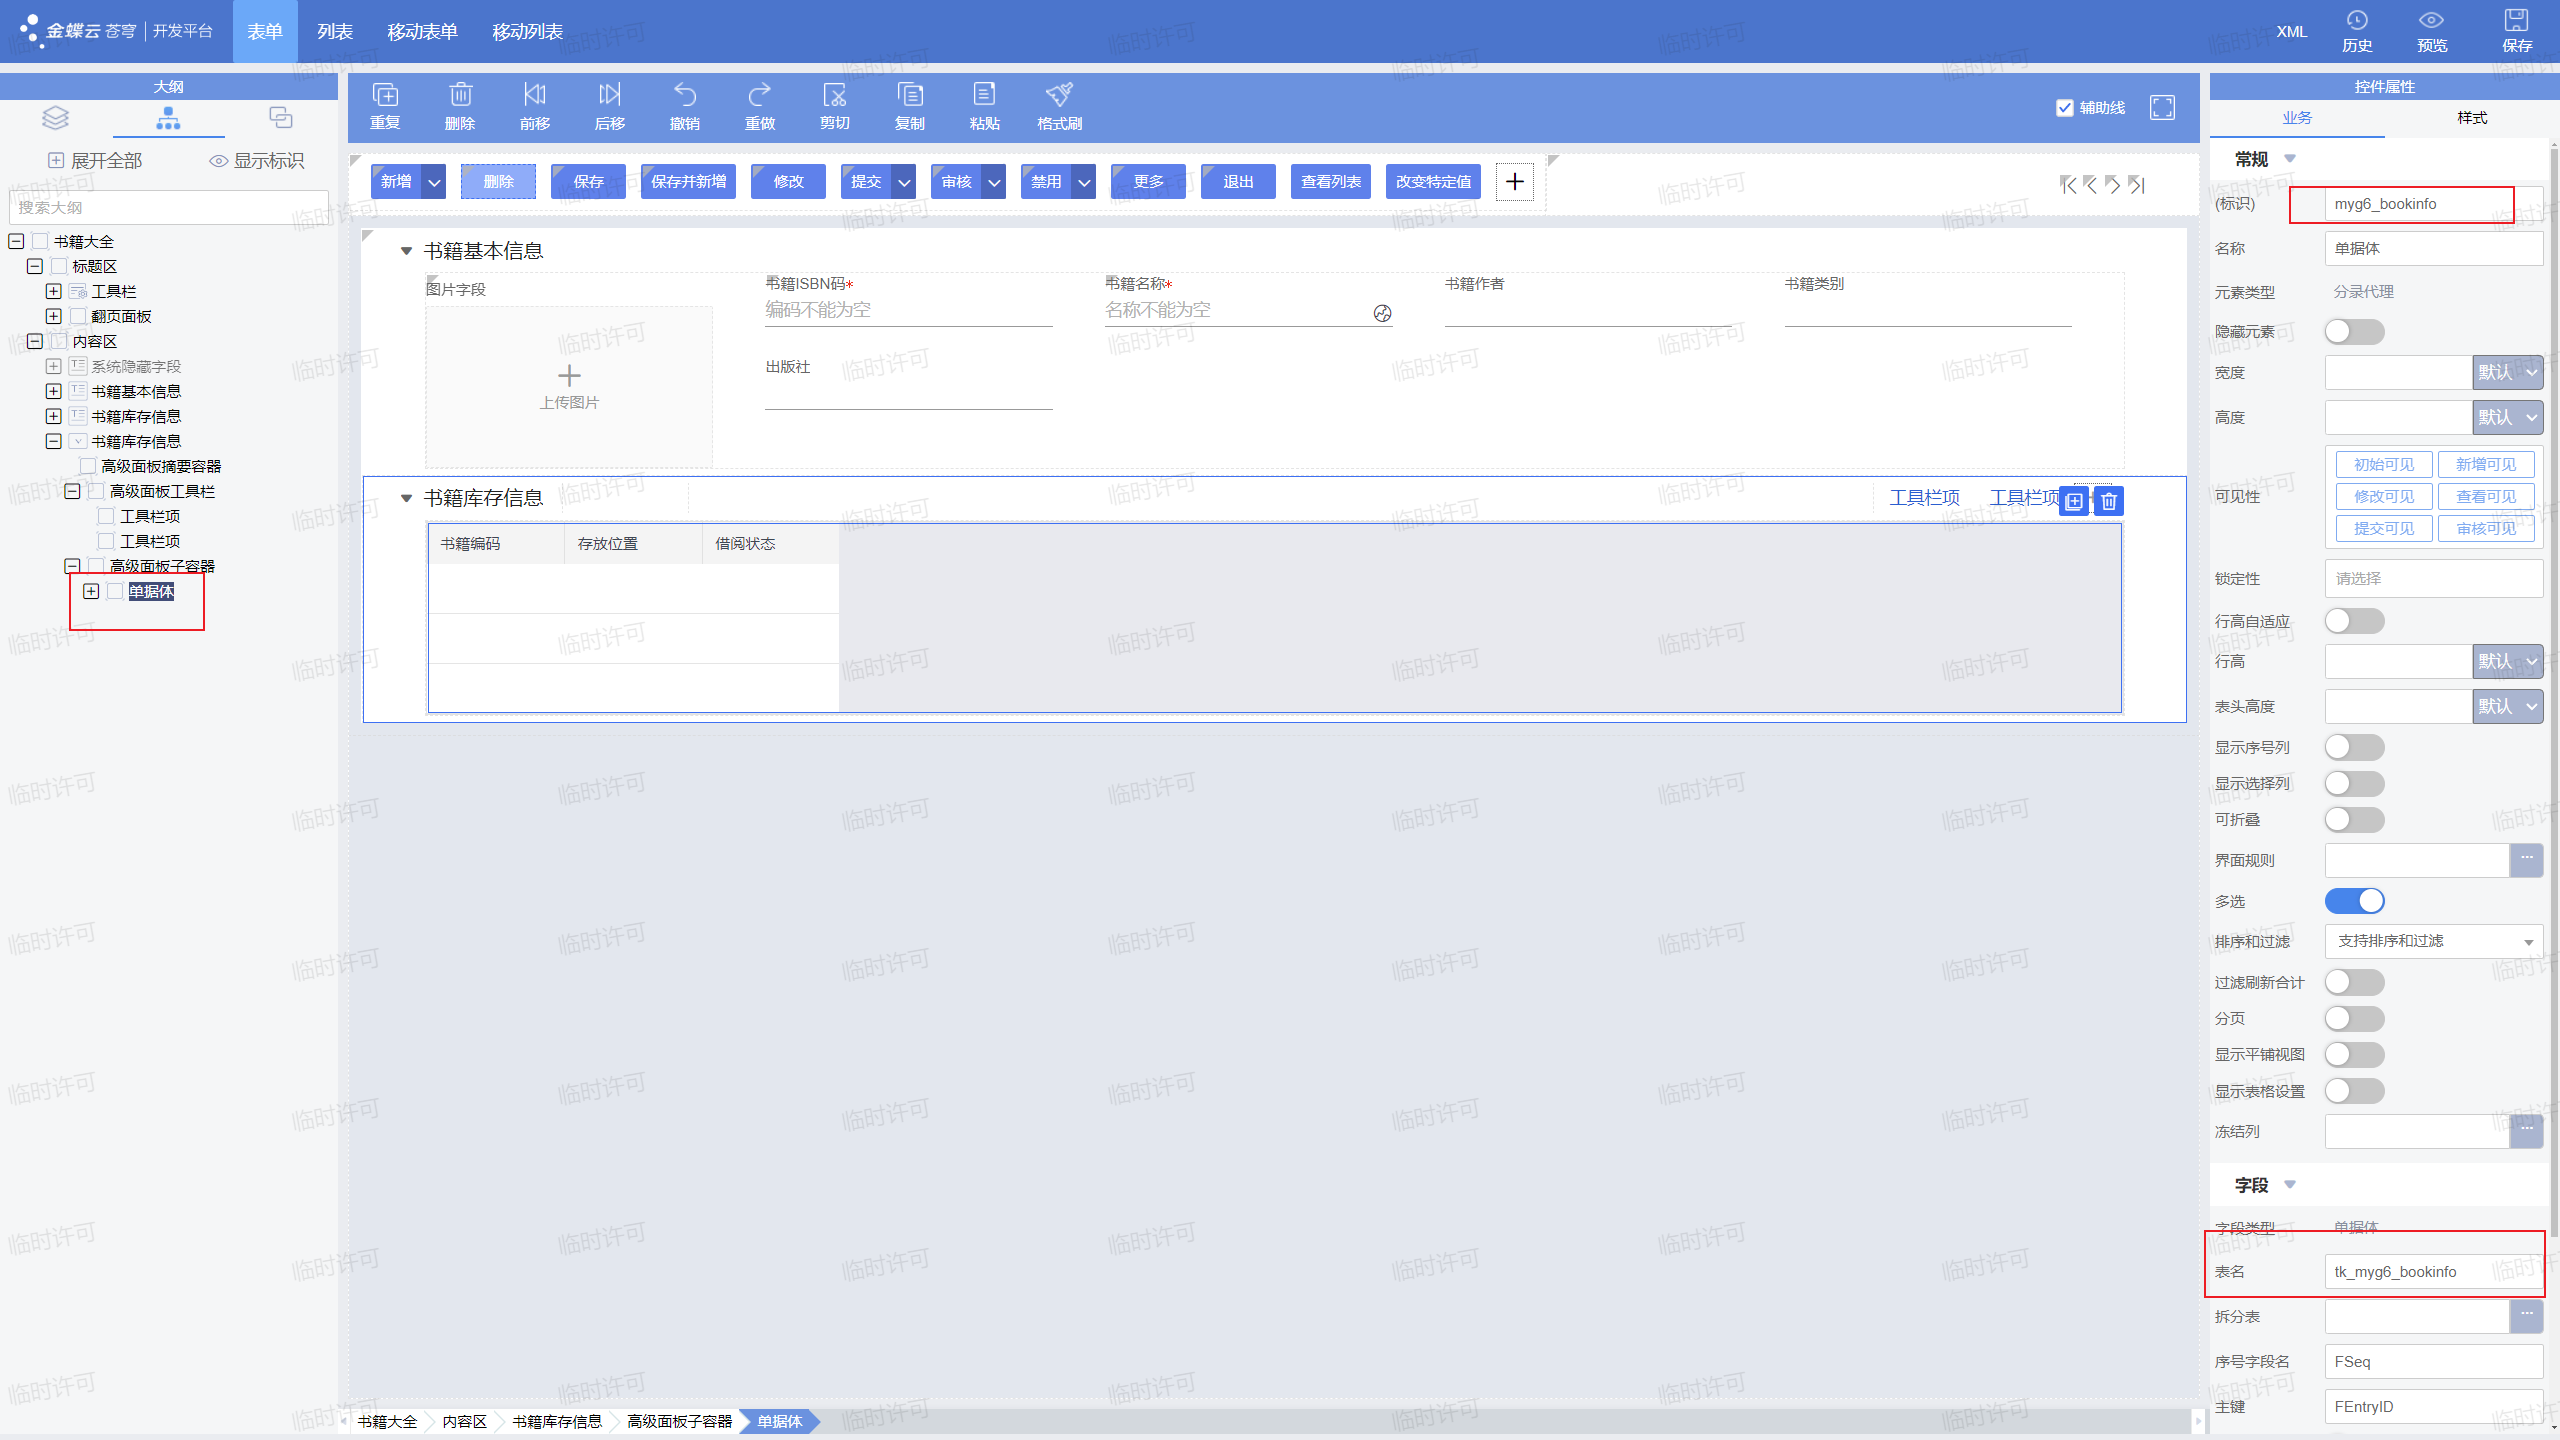 金蝶云 苍穹 开发平台
表单 列表 移动表单 移动列表
XML 历史 预览 保存
大纲
展开全部 显示标识
搜索大纲
书籍大全
标题区
工具栏
翻页面板
内容区
系统隐藏字段
书籍基本信息
书籍库存信息
书籍库存信息
高级面板摘要容器
高级面板工具栏
工具栏项
工具栏项
高级面板子容器
单据体
重复 删除 前移 后移 撤销 重做 剪切 复制 粘贴 格式刷
辅助线
新增 删除 保存 保存并新增 修改 提交 审核 禁用 更多 退出 查看列表 改变特定值
书籍基本信息
图片字段
上传图片
书籍ISBN码*
编码不能为空
书籍名称*
名称不能为空
书籍作者
书籍类别
出版社
书籍库存信息
工具栏项 工具栏项
书籍编码 存放位置 借阅状态
书籍大全 内容区 书籍库存信息 高级面板子容器 单据体
控件属性
业务 样式
常规
(标识) myg6_bookinfo
名称 单据体
元素类型 分录代理
隐藏元素
宽度 默认
高度 默认
可见性
初始可见 新增可见
修改可见 查看可见
提交可见 审核可见
锁定性 请选择
行高自适应
行高 默认
表头高度 默认
显示序号列
显示选择列
可折叠
界面规则 ...
多选
排序和过滤 支持排序和过滤
过滤刷新合计
分页
显示平铺视图
显示表格设置
冻结列 ...
字段
字段类型 单据体
表名 tk_myg6_bookinfo
拆分表 ...
序号字段名 FSeq
主键 FEntryID
临时许可